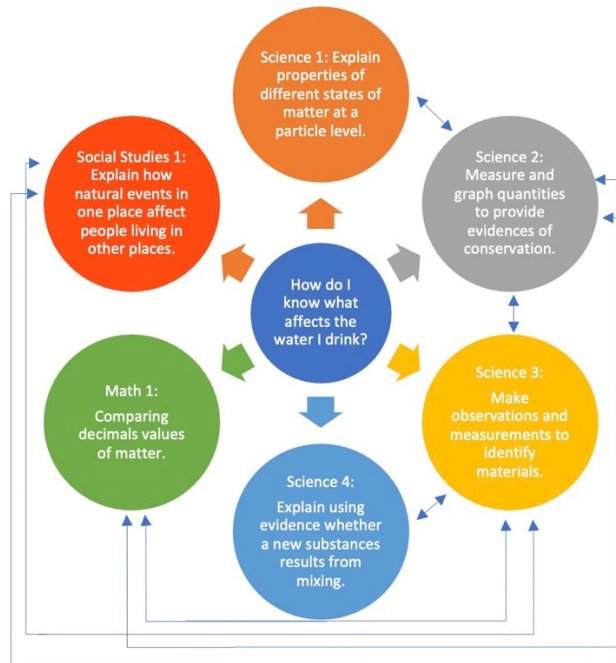 Science 1: Explain
properties of
different states of
matter at a
particle level.
Social Studies 1:
Explain how
natural events in
one place affect
people living in
other places.
Science 2:
Measure and
graph quantities
to provide
evidences of
conservation.
How do I
know what
affects the
water I drink?
Math 1:
Comparing
decimals values
of matter.
Science 3:
Make
observations and
measurements to
identify
materials.
Science 4:
Explain using
evidence whether
a new substances
results from
mixing.